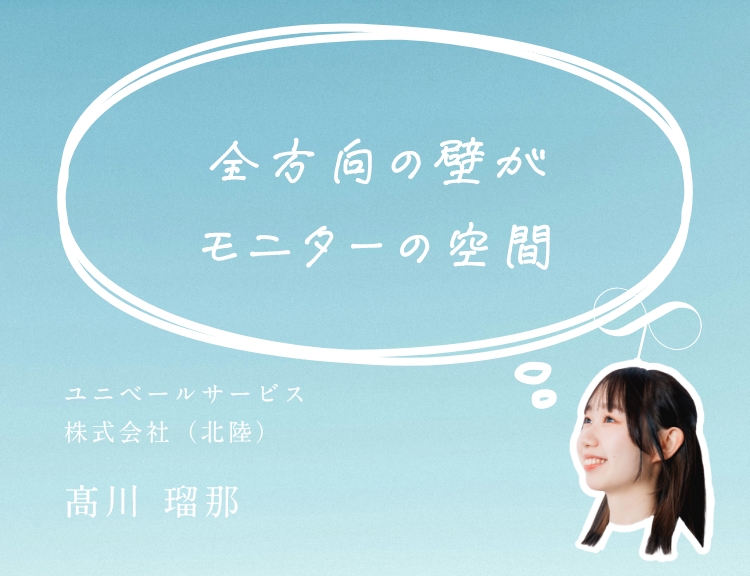 全方向の壁が
モニターの空間
ユニベールサービス
株式会社（北陸）
髙川 瑠那